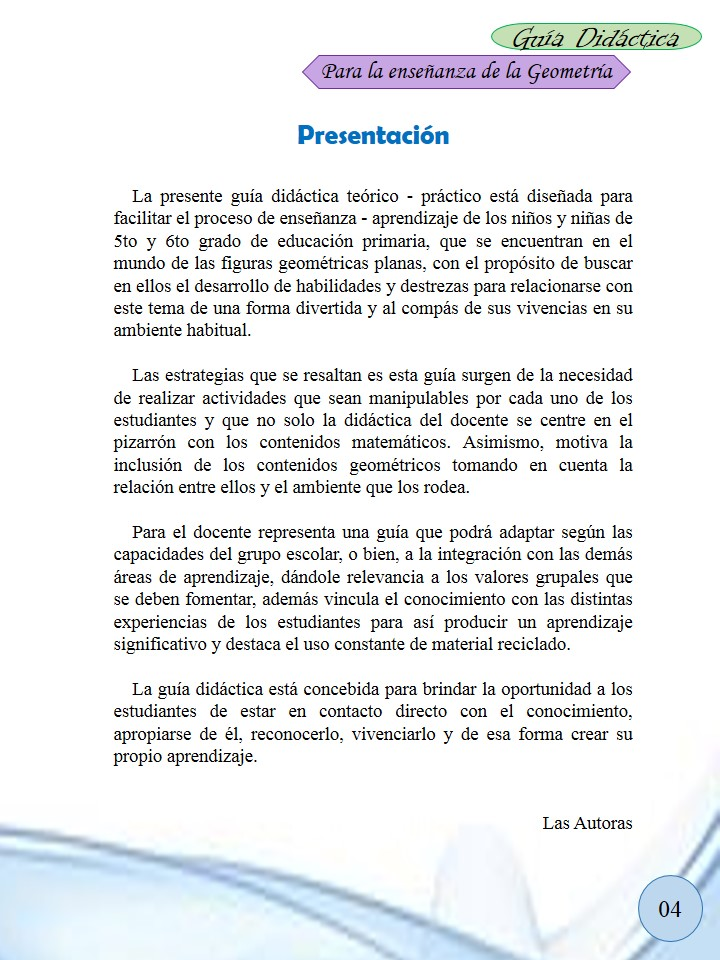 Guía Didáctica
Para la enseñanza de la Geometría
Presentación
La presente guía didáctica teórico - práctico está diseñada para
facilitar el proceso de enseñanza - aprendizaje de los niños y niñas de
5to y 6to grado de educación primaria, que se encuentran en el
mundo de las figuras geométricas planas, con el propósito de buscar
en ellos el desarrollo de habilidades y destrezas para relacionarse con
este tema de una forma divertida y al compás de sus vivencias en su
ambiente habitual.
Las estrategias que se resaltan es esta guía surgen de la necesidad
de realizar actividades que sean manipulables por cada uno de los
estudiantes y que no solo la didáctica del docente se centre en el
pizarrón con los contenidos matemáticos. Asimismo, motiva la
inclusión de los contenidos geométricos tomando en cuenta la
relación entre ellos y el ambiente que los rodea.
Para el docente representa una guía que podrá adaptar según las
capacidades del grupo escolar, o bien, a la integración con las demás
áreas de aprendizaje, dándole relevancia a los valores grupales que
se deben fomentar, además vincula el conocimiento con las distintas
experiencias de los estudiantes para así producir un aprendizaje
significativo y destaca el uso constante de material reciclado.
La guía didáctica está concebida para brindar la oportunidad a los
estudiantes de estar en contacto directo con el conocimiento,
apropiarse de él, reconocerlo, vivenciarlo y de esa forma crear su
propio aprendizaje.
Las Autoras
04